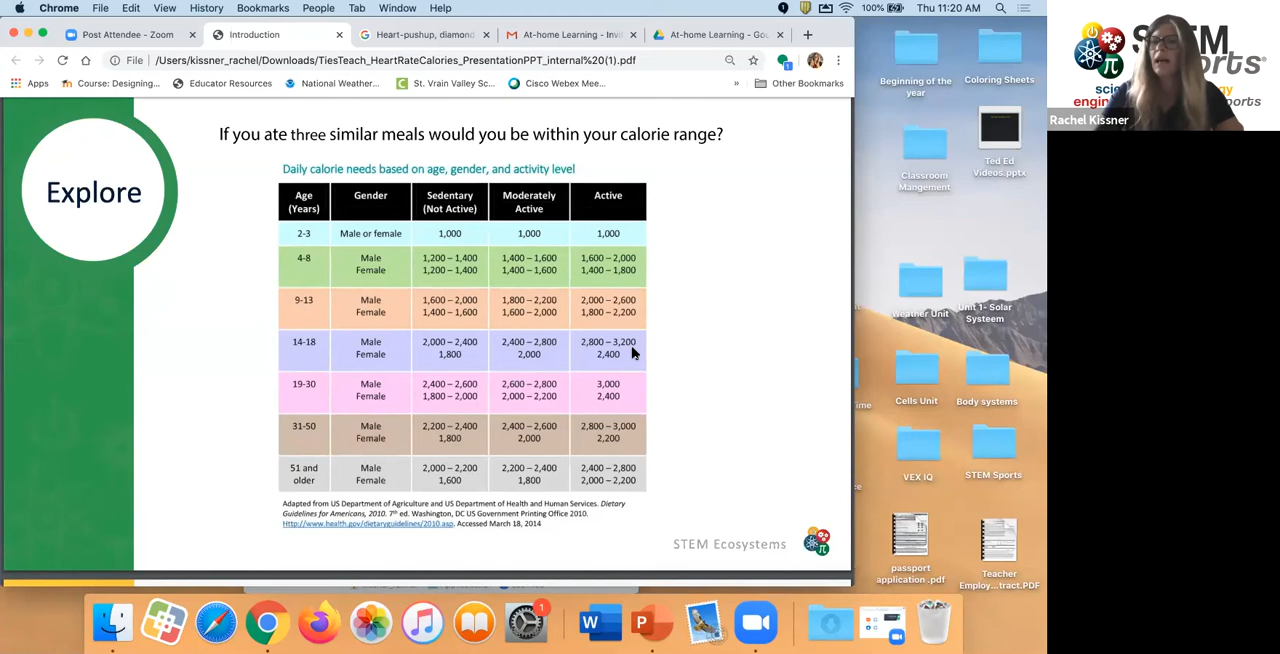 Chrome File Edit View History Bookmarks People Tab Window Help
100% Thu 11:20 AM
Post Attendee - Zoom
Introduction
Heart-pushup, diamond
At-home Learning - Invi
At-home Learning - Goo
File /Users/kissner_rachel/Downloads/TiesTeach_HeartRateCalories_PresentationPPT_internal%20(1).pdf
Apps Course: Designing... Educator Resources National Weather... St. Vrain Valley Sc... Cisco Webex Mee... » Other Bookmarks
Explore
If you ate three similar meals would you be within your calorie range?
Daily calorie needs based on age, gender, and activity level
Age (Years) Gender Sedentary (Not Active) Moderately Active Active
2-3 Male or female 1,000 1,000 1,000
4-8 Male 1,200 – 1,400 1,400 – 1,600 1,600 – 2,000
Female 1,200 – 1,400 1,400 – 1,600 1,400 – 1,800
9-13 Male 1,600 – 2,000 1,800 – 2,200 2,000 – 2,600
Female 1,400 – 1,600 1,600 – 2,000 1,800 – 2,200
14-18 Male 2,000 – 2,400 2,400 – 2,800 2,800 – 3,200
Female 1,800 2,000 2,400
19-30 Male 2,400 – 2,600 2,600 – 2,800 3,000
Female 1,800 – 2,000 2,000 – 2,200 2,400
31-50 Male 2,200 – 2,400 2,400 – 2,600 2,800 – 3,000
Female 1,800 2,000 2,200
51 and older Male 2,000 – 2,200 2,200 – 2,400 2,400 – 2,800
Female 1,600 1,800 2,000 – 2,200
Adapted from US Department of Agriculture and US Department of Health and Human Services. Dietary
Guidelines for Americans, 2010. 7th ed. Washington, DC US Government Printing Office 2010.
Http://www.health.gov/dietaryguidelines/2010.asp. Accessed March 18, 2014
STEM Ecosystems
Beginning of the year
Coloring Sheets
Classroom Mangement
Ted Ed Videos.pptx
Weather Unit
Unit 1- Solar Systeem
Cells Unit
Body systems
VEX IQ
STEM Sports
passport application .pdf
Teacher Employ...tract.PDF
Rachel Kissner